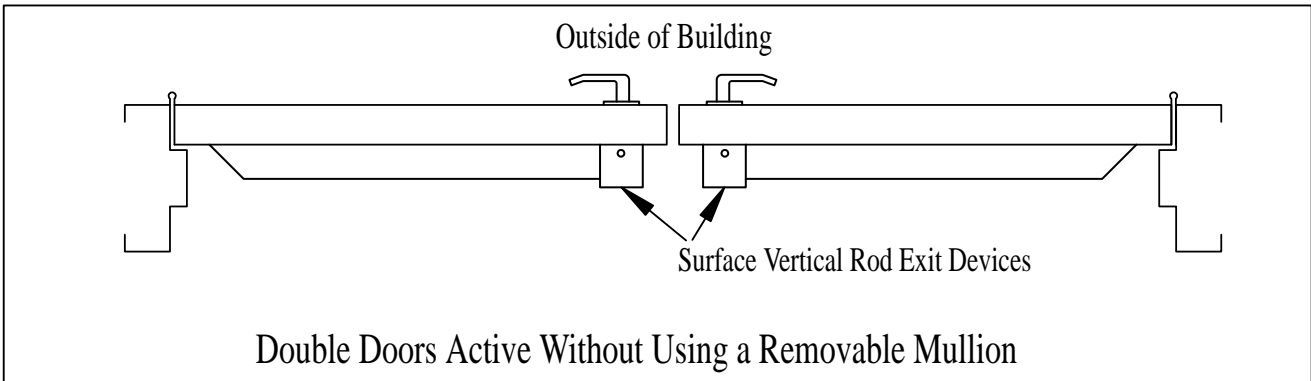 Outside of Building
Surface Vertical Rod Exit Devices
Double Doors Active Without Using a Removable Mullion